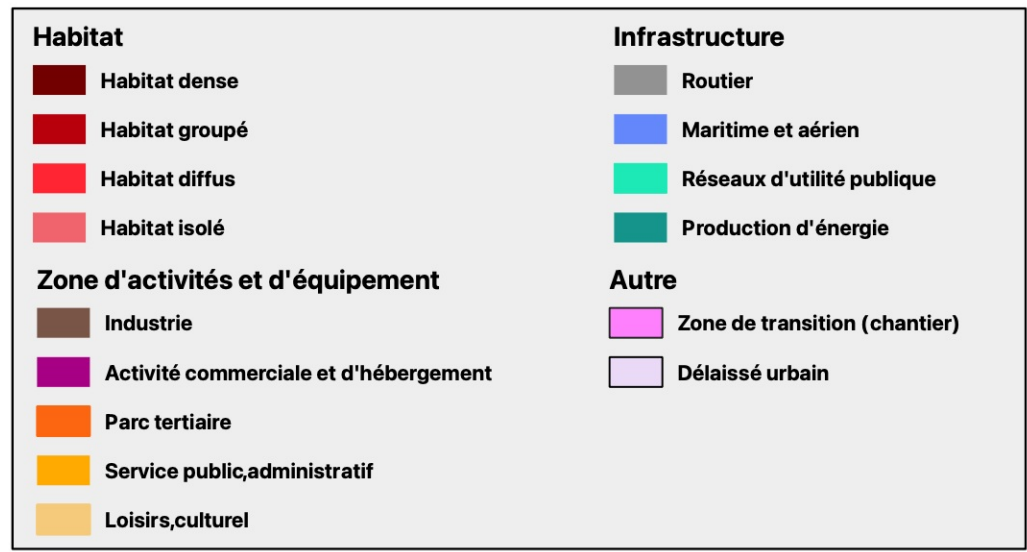 Habitat
Habitat dense
Habitat groupé
Habitat diffus
Habitat isolé
Zone d'activités et d'équipement
Industrie
Activité commerciale et d'hébergement
Parc tertiaire
Service public,administratif
Loisirs,culturel
Infrastructure
Routier
Maritime et aérien
Réseaux d'utilité publique
Production d'énergie
Autre
Zone de transition (chantier)
Délaissé urbain